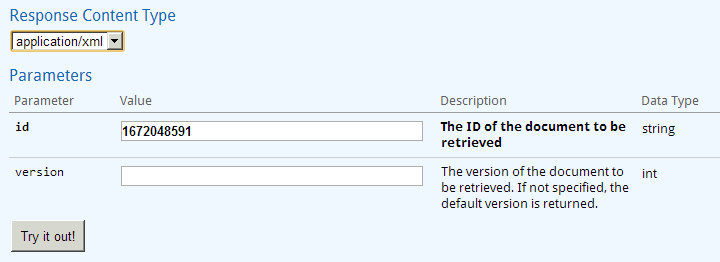 Response Content Type
application/xml
Parameters
Parameter Value Description Data Type
id 1672048591 The ID of the document to be string
retrieved
version The version of the document to int
be retrieved. If not specified, the
default version is returned.
Try it out!